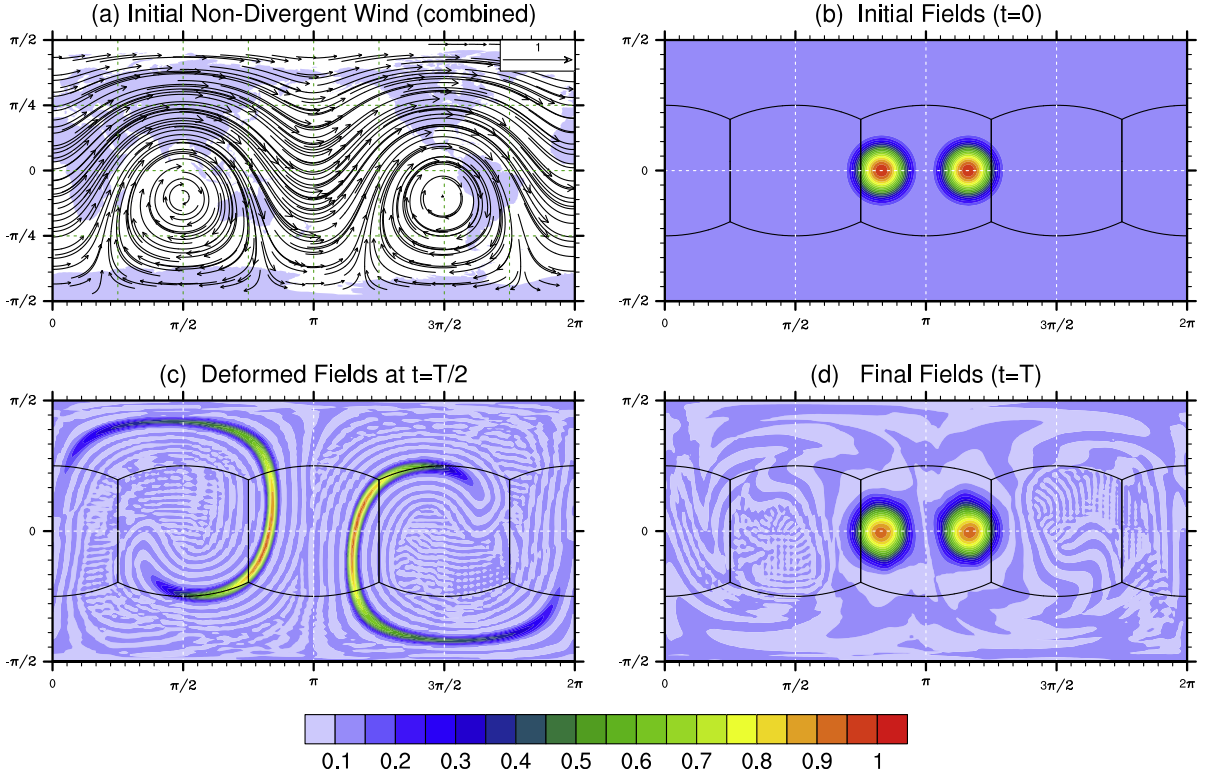 (a) Initial Non-Divergent Wind (combined)
1
π/2
π/4
0
-π/4
-π/2
0 π/2 π 3π/2 2π
(b) Initial Fields (t=0)
π/2
0
-π/2
0 π/2 π 3π/2 2π
(c) Deformed Fields at t=T/2
π/2
0
-π/2
0 π/2 π 3π/2 2π
(d) Final Fields (t=T)
π/2
0
-π/2
0 π/2 π 3π/2 2π
0.1 0.2 0.3 0.4 0.5 0.6 0.7 0.8 0.9 1